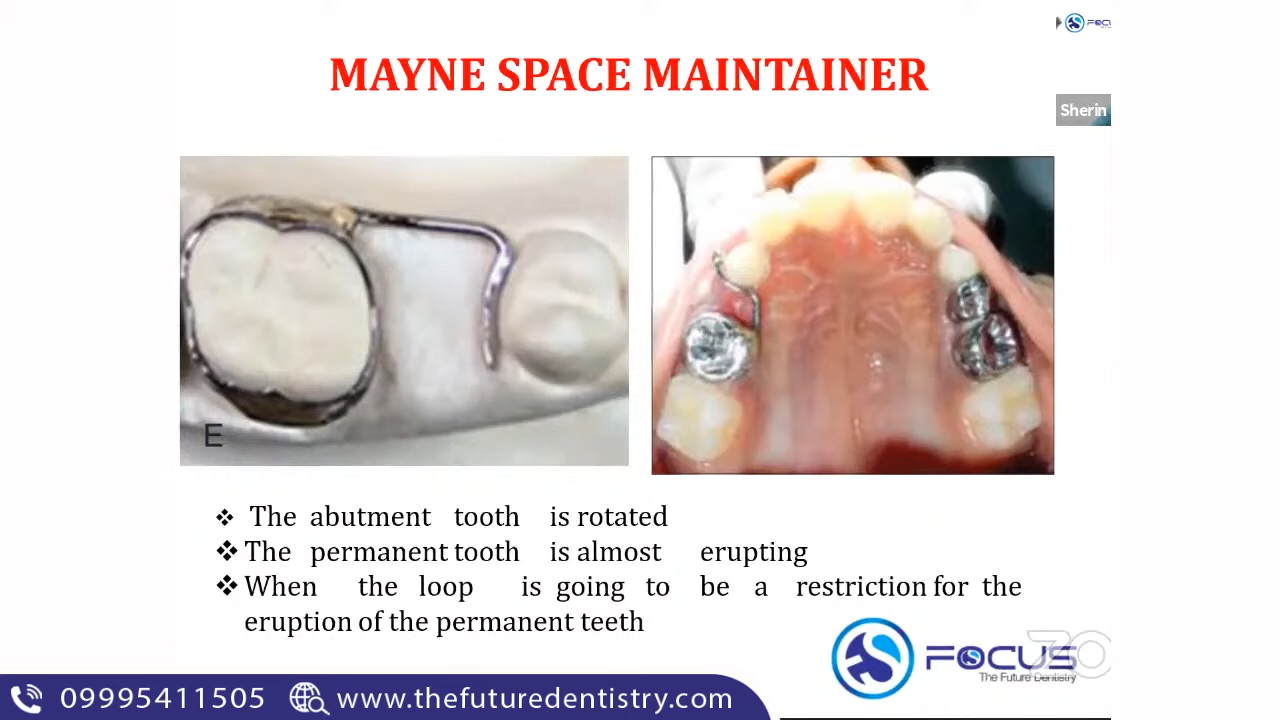 FOCU
MAYNE SPACE MAINTAINER
Sherin
E
❖ The abutment tooth is rotated
❖ The permanent tooth is almost erupting
❖ When the loop is going to be a restriction for the
eruption of the permanent teeth
FOCUS
The Future Dentistry
09995411505 www.thefuturedentistry.com